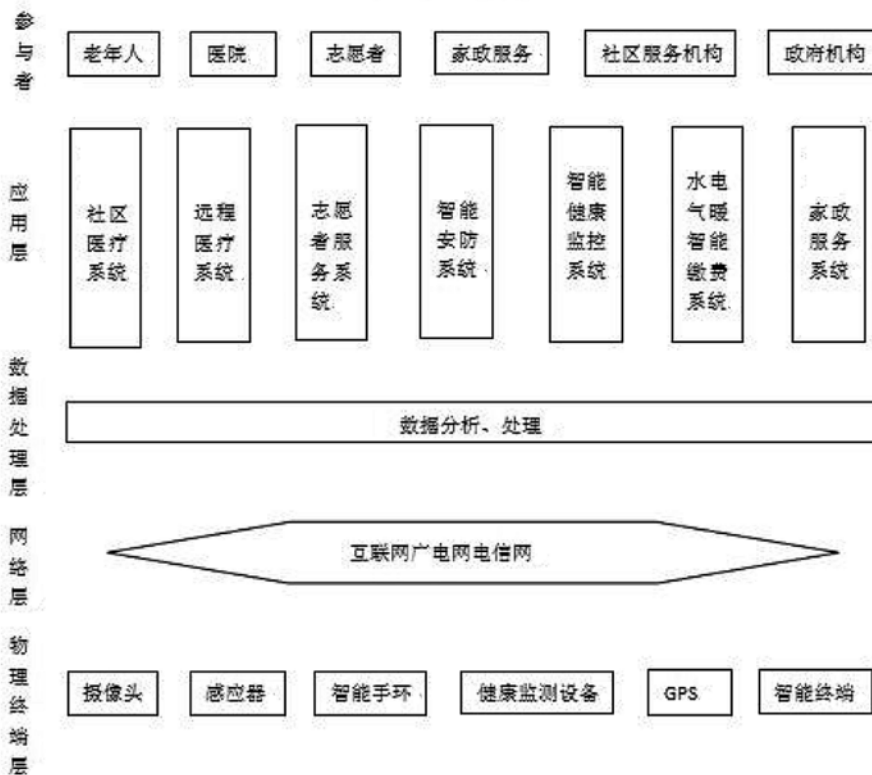 参与者
老年人 医院 志愿者 家政服务 社区服务机构 政府机构
应用层
社区医疗系统
远程医疗系统
志愿者服务系统
智能安防系统
智能健康监控系统
水电气暖智能缴费系统
家政服务系统
数据处理层
数据分析、处理
网络层
互联网广电网电信网
物理终端层
摄像头 感应器 智能手环 健康监测设备 GPS 智能终端